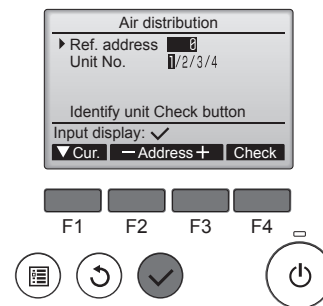 Air distribution
Ref. address 0
Unit No. 1/2/3/4
Identify unit Check button
Input display: ✓
▼ Cur. − Address + Check
F1 F2 F3 F4